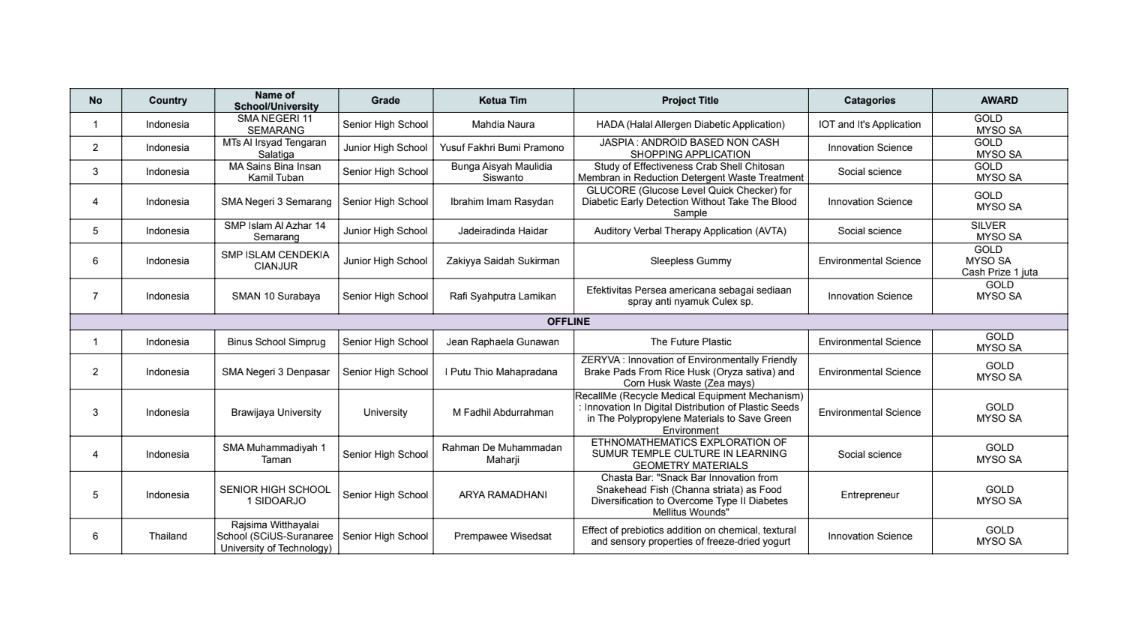 No Country Name of School/University Grade Ketua Tim Project Title Catagories AWARD
1 Indonesia SMA NEGERI 11 SEMARANG Senior High School Mahdia Naura HADA (Halal Allergen Diabetic Application) IOT and It's Application GOLD MYSO SA
2 Indonesia MTs Al Irsyad Tengaran Salatiga Junior High School Yusuf Fakhri Bumi Pramono JASPIA : ANDROID BASED NON CASH SHOPPING APPLICATION Innovation Science GOLD MYSO SA
3 Indonesia MA Sains Bina Insan Kamil Tuban Senior High School Bunga Aisyah Maulidia Siswanto Study of Effectiveness Crab Shell Chitosan Membran in Reduction Detergent Waste Treatment Social science GOLD MYSO SA
4 Indonesia SMA Negeri 3 Semarang Senior High School Ibrahim Imam Rasydan GLUCORE (Glucose Level Quick Checker) for Diabetic Early Detection Without Take The Blood Sample Innovation Science GOLD MYSO SA
5 Indonesia SMP Islam Al Azhar 14 Semarang Junior High School Jadeiradinda Haidar Auditory Verbal Therapy Application (AVTA) Social science SILVER MYSO SA
6 Indonesia SMP ISLAM CENDEKIA CIANJUR Junior High School Zakiyya Saidah Sukirman Sleepless Gummy Environmental Science GOLD MYSO SA Cash Prize 1 juta
7 Indonesia SMAN 10 Surabaya Senior High School Rafi Syahputra Lamikan Efektivitas Persea americana sebagai sediaan spray anti nyamuk Culex sp. Innovation Science GOLD MYSO SA
OFFLINE
1 Indonesia Binus School Simprug Senior High School Jean Raphaela Gunawan The Future Plastic Environmental Science GOLD MYSO SA
2 Indonesia SMA Negeri 3 Denpasar Senior High School I Putu Thio Mahapradana ZERYVA : Innovation of Environmentally Friendly Brake Pads From Rice Husk (Oryza sativa) and Corn Husk Waste (Zea mays) Environmental Science GOLD MYSO SA
3 Indonesia Brawijaya University University M Fadhil Abdurrahman RecallMe (Recycle Medical Equipment Mechanism) : Innovation In Digital Distribution of Plastic Seeds in The Polypropylene Materials to Save Green Environment Environmental Science GOLD MYSO SA
4 Indonesia SMA Muhammadiyah 1 Taman Senior High School Rahman De Muhammadan Maharji ETHNOMATHEMATICS EXPLORATION OF SUMUR TEMPLE CULTURE IN LEARNING GEOMETRY MATERIALS Social science GOLD MYSO SA
5 Indonesia SENIOR HIGH SCHOOL 1 SIDOARJO Senior High School ARYA RAMADHANI Chasta Bar: "Snack Bar Innovation from Snakehead Fish (Channa striata) as Food Diversification to Overcome Type II Diabetes Mellitus Wounds" Entrepreneur GOLD MYSO SA
6 Thailand Rajsima Witthayalai School (SCiUS-Suranaree University of Technology) Senior High School Prempawee Wisedsat Effect of prebiotics addition on chemical, textural and sensory properties of freeze-dried yogurt Innovation Science GOLD MYSO SA